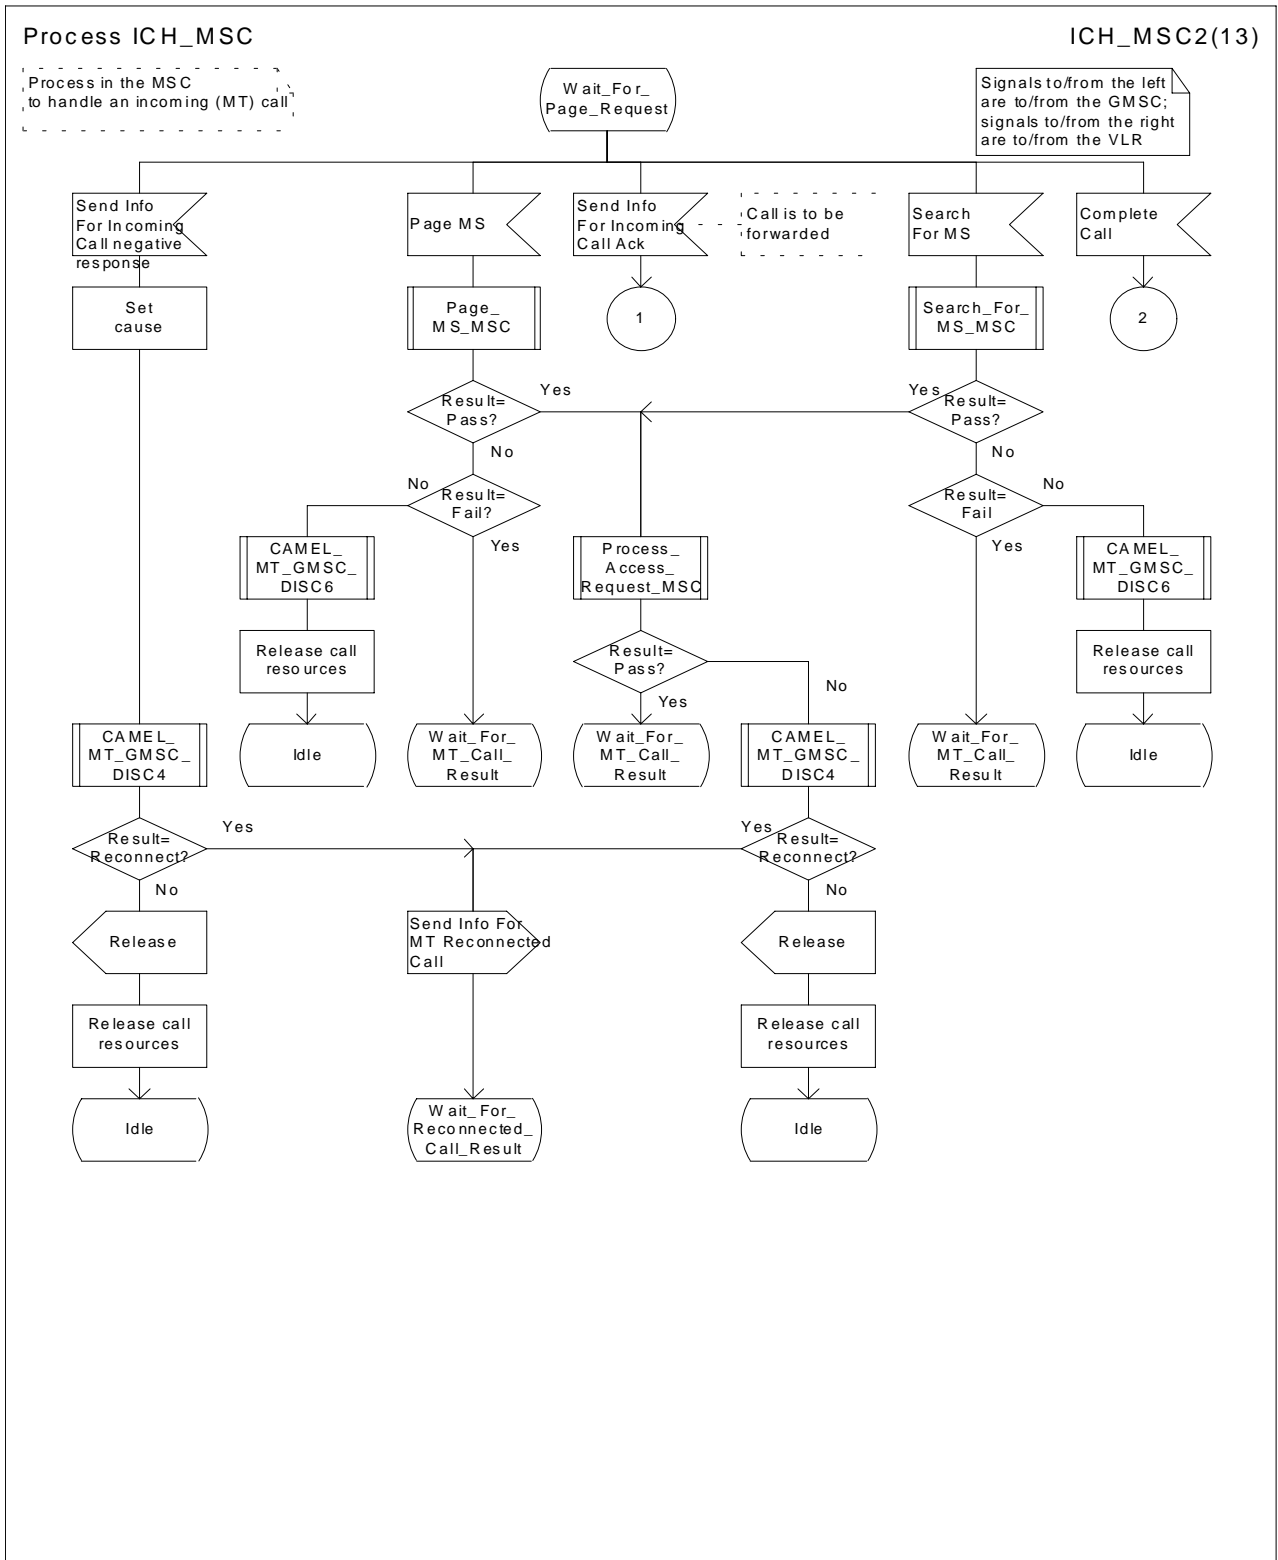 Process ICH_MSC
ICH_MSC2(13)
Process in the MSC
to handle an incoming (MT) call
Wait_For_
Page_Request
Signals to/from the left
are to/from the GMSC;
signals to/from the right
are to/from the VLR
Send Info
For Incoming
Call negative
response
Page MS
Send Info
For Incoming
Call Ack
Call is to be
forwarded
Search
For MS
Complete
Call
Set
cause
Page_
MS_MSC
1
Search_For_
MS_MSC
2
Result=
Pass?
Yes
No
Yes
Result=
Pass?
No
No
Result=
Fail?
Yes
Result=
Fail
No
Yes
CAMEL_
MT_GMSC_
DISC6
Process_
Access_
Request_MSC
CAMEL_
MT_GMSC_
DISC6
Release call
resources
Result=
Pass?
No
Yes
Release call
resources
CAMEL_
MT_GMSC_
DISC4
Idle
Wait_For_
MT_Call_
Result
Wait_For_
MT_Call_
Result
CAMEL_
MT_GMSC_
DISC4
Wait_For_
MT_Call_
Result
Idle
Result=
Reconnect?
Yes
No
Yes
Result=
Reconnect?
No
Release
Send Info For
MT Reconnected
Call
Release
Release call
resources
Release call
resources
Idle
Wait_For_
Reconnected_
Call_Result
Idle